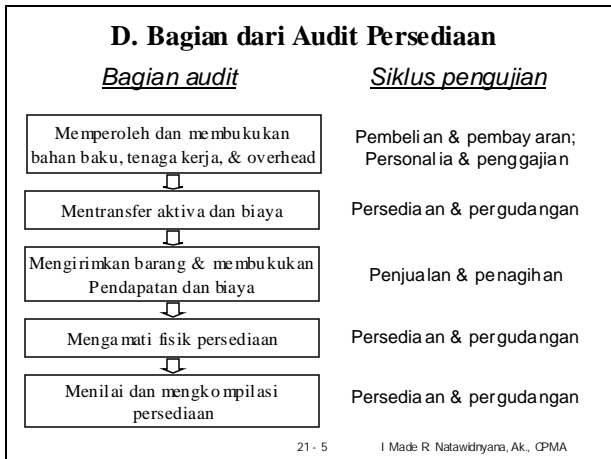 D. Bagian dari Audit Persediaan
Bagian audit
Siklus pengujian
Memperoleh dan membukukan
bahan baku, tenaga kerja, & overhead
Pembelian & pembayaran;
Personalia & penggajian
Mentransfer aktiva dan biaya
Persediaan & pergudangan
Mengirimkan barang & membukukan
Pendapatan dan biaya
Penjualan & penagihan
Mengamati fisik persediaan
Persediaan & pergudangan
Menilai dan mengkompilasi
persediaan
Persediaan & pergudangan
21 - 5
I Made R. Natawidnyana, Ak., CPMA